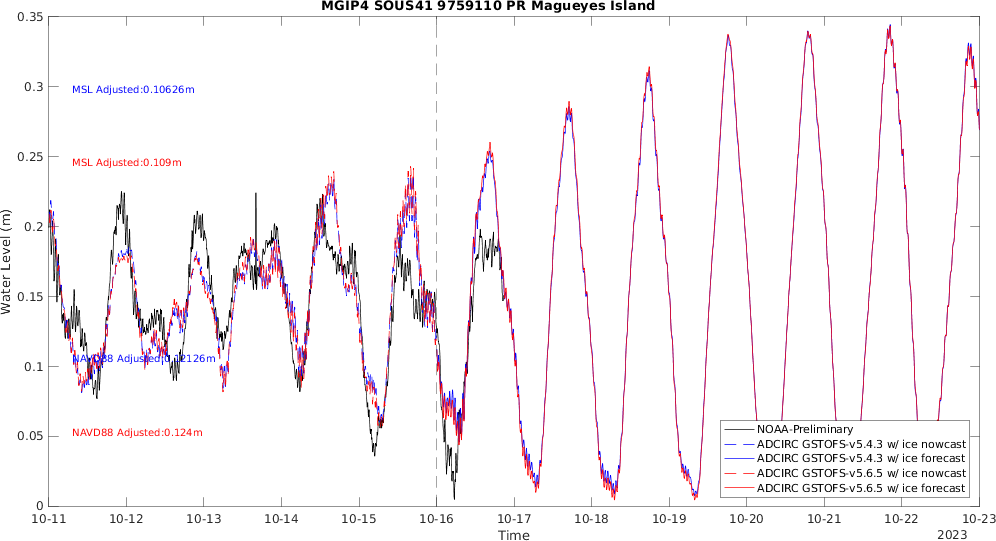 MGIP4 SOUS41 9759110 PR Magueyes Island
0.35
0.3
0.25
0.2
0.15
0.1
0.05
0
Water Level (m)
MSL Adjusted:0.10626m
MSL Adjusted:0.109m
NAVD88 Adjusted:0.12126m
NAVD88 Adjusted:0.124m
NOAA-Preliminary
ADCIRC GSTOFS-v5.4.3 w/ ice nowcast
ADCIRC GSTOFS-v5.4.3 w/ ice forecast
ADCIRC GSTOFS-v5.6.5 w/ ice nowcast
ADCIRC GSTOFS-v5.6.5 w/ ice forecast
10-11 10-12 10-13 10-14 10-15 10-16 10-17 10-18 10-19 10-20 10-21 10-22 10-23
Time
2023